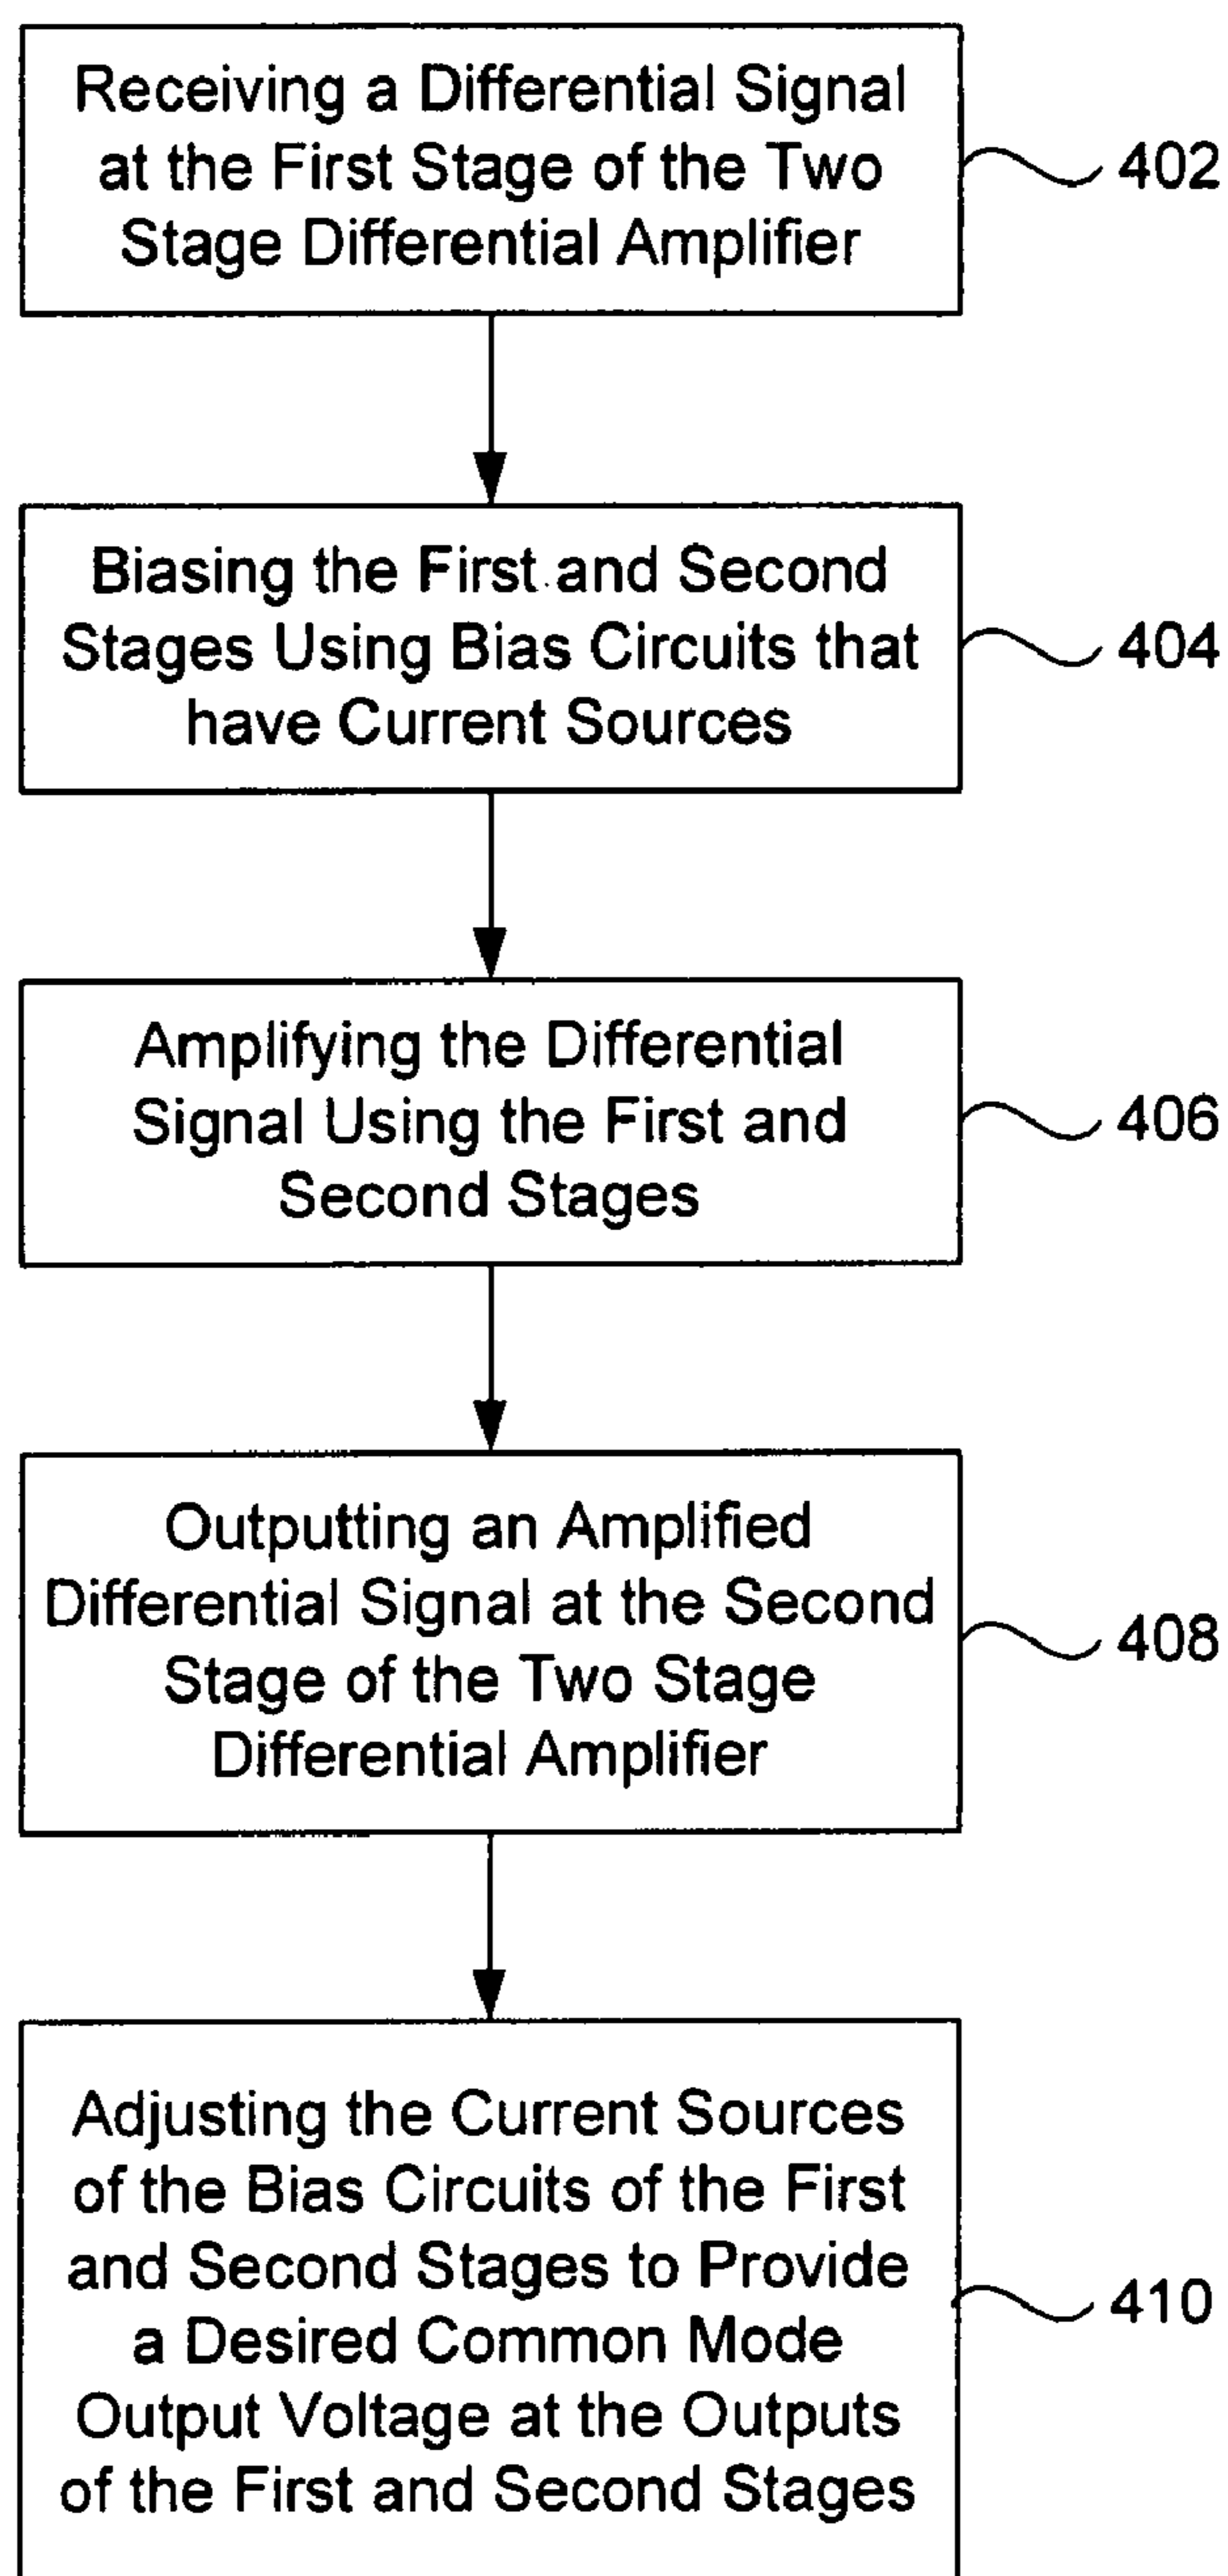 Receiving a Differential Signal
at the First Stage of the Two
Stage Differential Amplifier
402
Biasing the First and Second
Stages Using Bias Circuits that
have Current Sources
404
Amplifying the Differential
Signal Using the First and
Second Stages
406
Outputting an Amplified
Differential Signal at the Second
Stage of the Two Stage
Differential Amplifier
408
Adjusting the Current Sources
of the Bias Circuits of the First
and Second Stages to Provide
a Desired Common Mode
Output Voltage at the Outputs
of the First and Second Stages
410